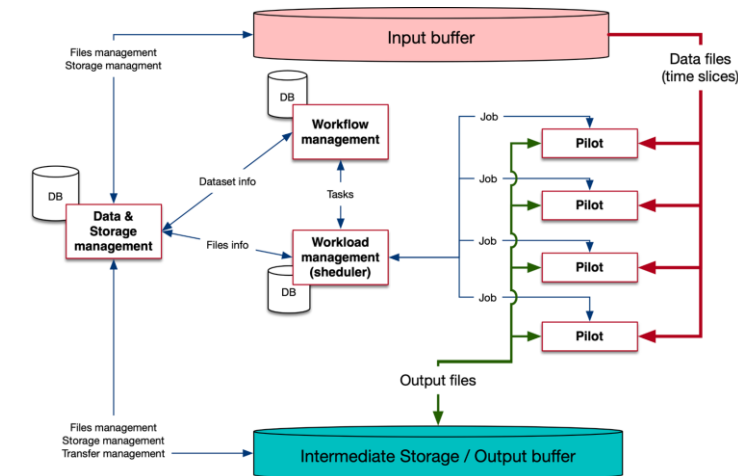 Input buffer
Files management
Storage managment
Data files
(time slices)
DB
Workflow
management
Job
Pilot
DB
Dataset info
Tasks
Job
Pilot
Data &
Storage
management
Files info
Workload
management
(sheduler)
DB
Job
Pilot
Job
Pilot
Output files
Files management
Storage management
Transfer management
Intermediate Storage / Output buffer